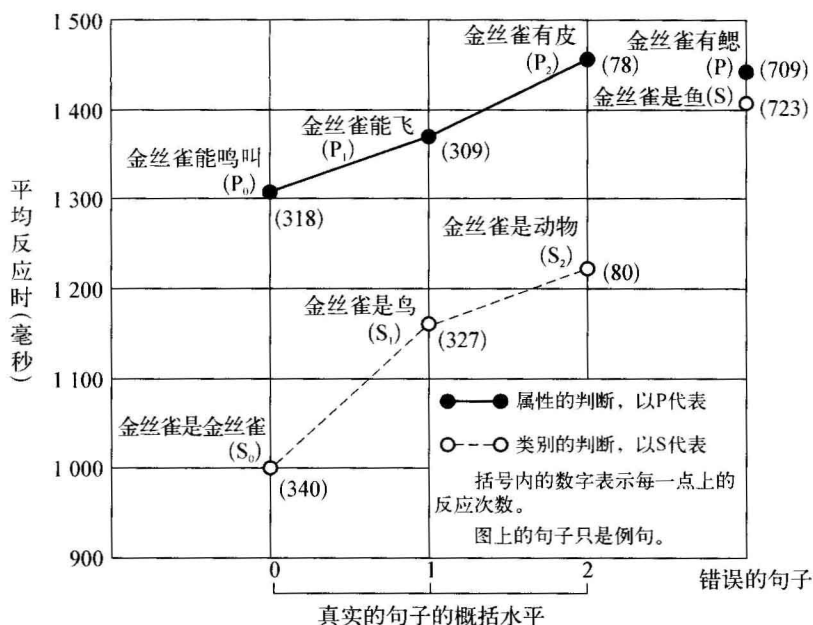 1 500
金丝雀有皮
(P₂)
(78)
金丝雀有鳃
(P)
(709)
金丝雀是鱼(S)
(723)
1 400
金丝雀能飞
(P₁)
(309)
金丝雀能鸣叫
(P₀)
(318)
1 300
金丝雀是动物
(S₂)
(80)
1 200
金丝雀是鸟
(S₁)
(327)
1 100
金丝雀是金丝雀
(S₀)
(340)
1 000
900
平均反应时(毫秒)
属性的判断，以P代表
类别的判断，以S代表
括号内的数字表示每一点上的
反应次数。
图上的句子只是例句。
0
1
2
错误的句子
真实的句子的概括水平